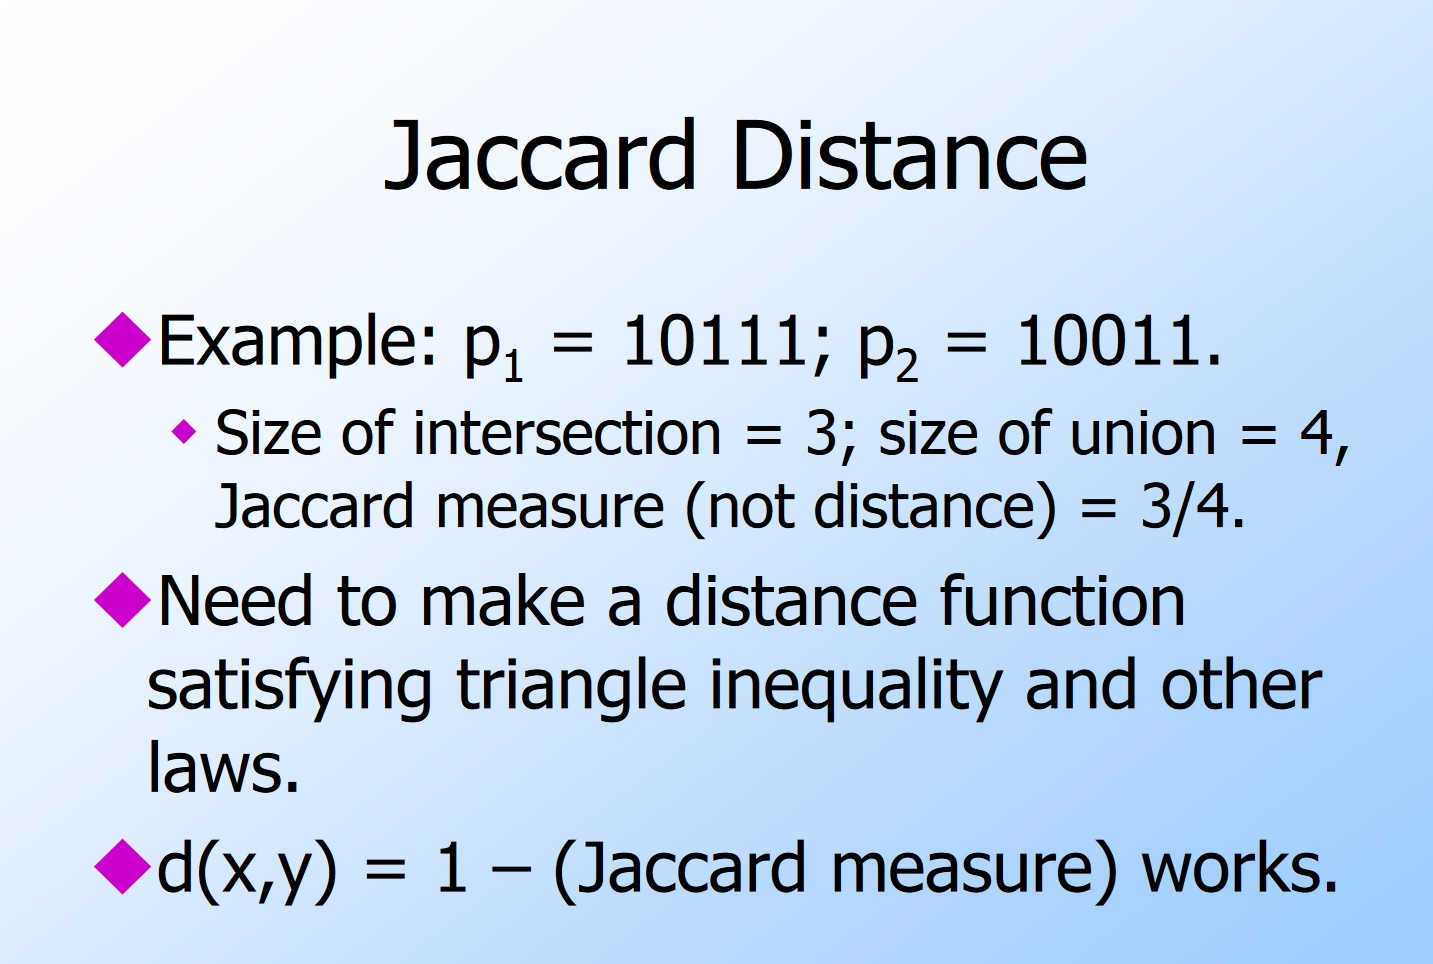 Jaccard Distance
Example: p₁ = 10111; p₂ = 10011.
Size of intersection = 3; size of union = 4,
Jaccard measure (not distance) = 3/4.
Need to make a distance function
satisfying triangle inequality and other
laws.
d(x,y) = 1 – (Jaccard measure) works.